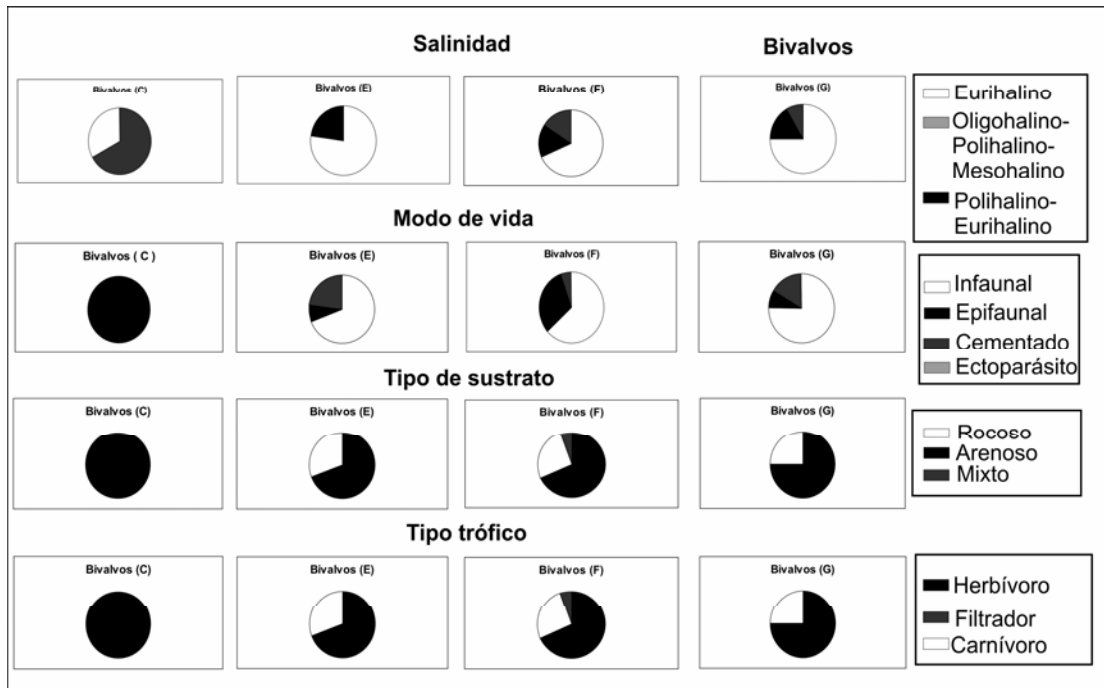 Salinidad
Bivalvos
Bivalvos (C)
Bivalvos (E)
Bivalvos (F)
Bivalvos (G)
Eurihalino
Oligohalino-
Polihalino-
Mesohalino
Polihalino-
Eurihalino
Modo de vida
Bivalvos ( C )
Bivalvos (E)
Bivalvos (F)
Bivalvos (G)
Infaunal
Epifaunal
Cementado
Ectoparásito
Tipo de sustrato
Bivalvos (C)
Bivalvos (E)
Bivalvos (F)
Bivalvos (G)
Rocoso
Arenoso
Mixto
Tipo trófico
Bivalvos (C)
Bivalvos (E)
Bivalvos (F)
Bivalvos (G)
Herbívoro
Filtrador
Carnívoro